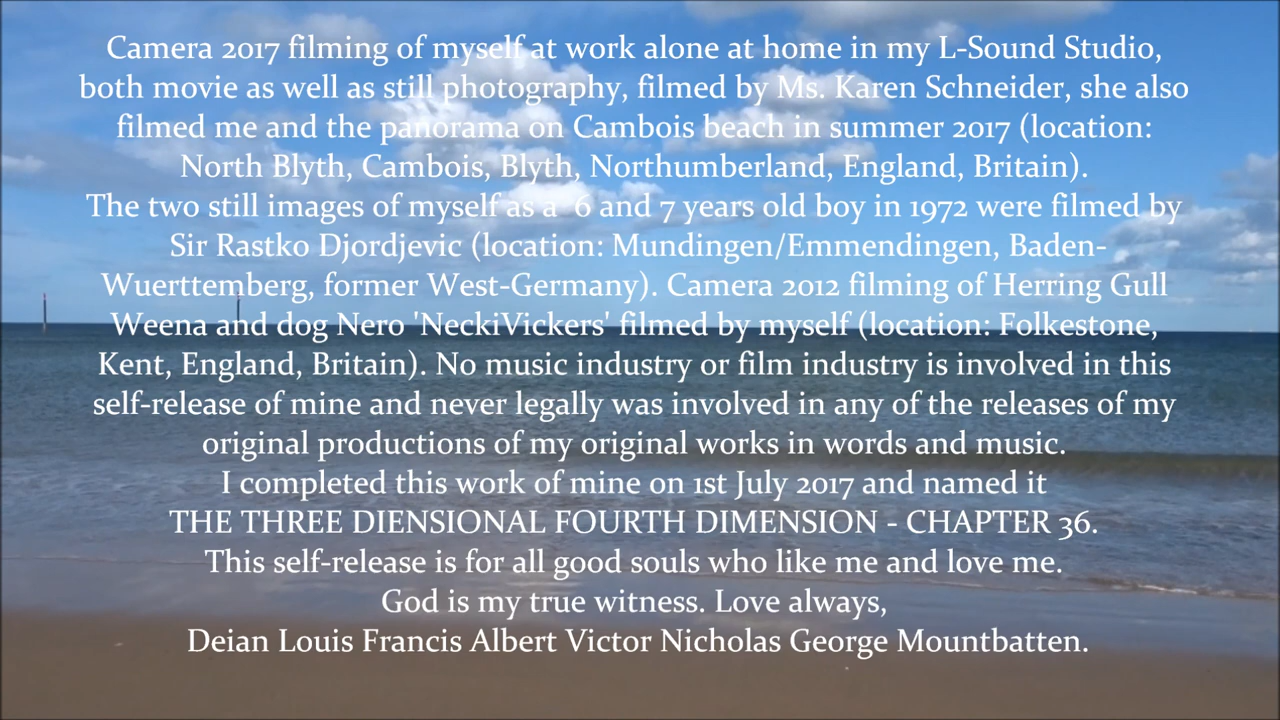 Camera 2017 filming of myself at work alone at home in my L-Sound Studio,
both movie as well as still photography, filmed by Ms. Karen Schneider, she also
filmed me and the panorama on Cambois beach in summer 2017 (location:
North Blyth, Cambois, Blyth, Northumberland, England, Britain).
The two still images of myself as a  6 and 7 years old boy in 1972 were filmed by
Sir Rastko Djordjevic (location: Mundingen/Emmendingen, Baden-
Wuerttemberg, former West-Germany). Camera 2012 filming of Herring Gull
Weena and dog Nero 'NeckiVickers' filmed by myself (location: Folkestone,
Kent, England, Britain). No music industry or film industry is involved in this
self-release of mine and never legally was involved in any of the releases of my
original productions of my original works in words and music.
I completed this work of mine on 1st July 2017 and named it
THE THREE DIENSIONAL FOURTH DIMENSION - CHAPTER 36.
This self-release is for all good souls who like me and love me.
God is my true witness. Love always,
Deian Louis Francis Albert Victor Nicholas George Mountbatten.